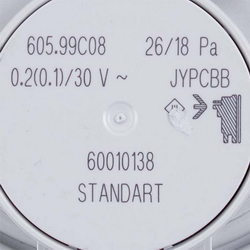 605.99C08 26/18 Pa
0.2(0.1)/30 V ~ JYPCBB
60010138
STANDART